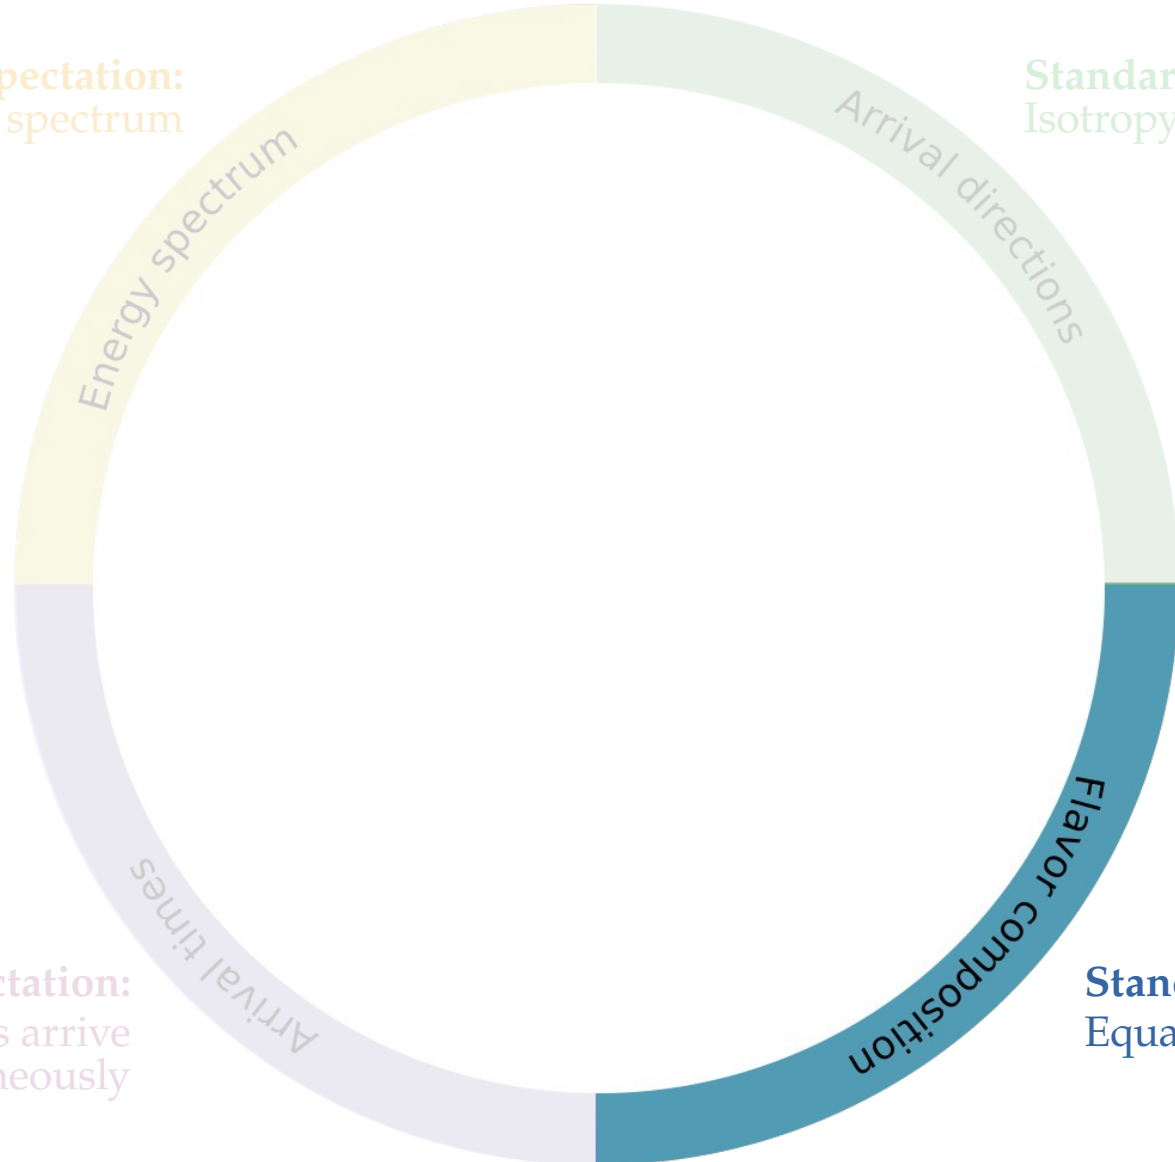 pectation:
spectrum
Standar
Isotropy
Energy spectrum
Arrival directions
Arrival times
Flavor composition
ctation:
s arrive
neously
Stan
Equa